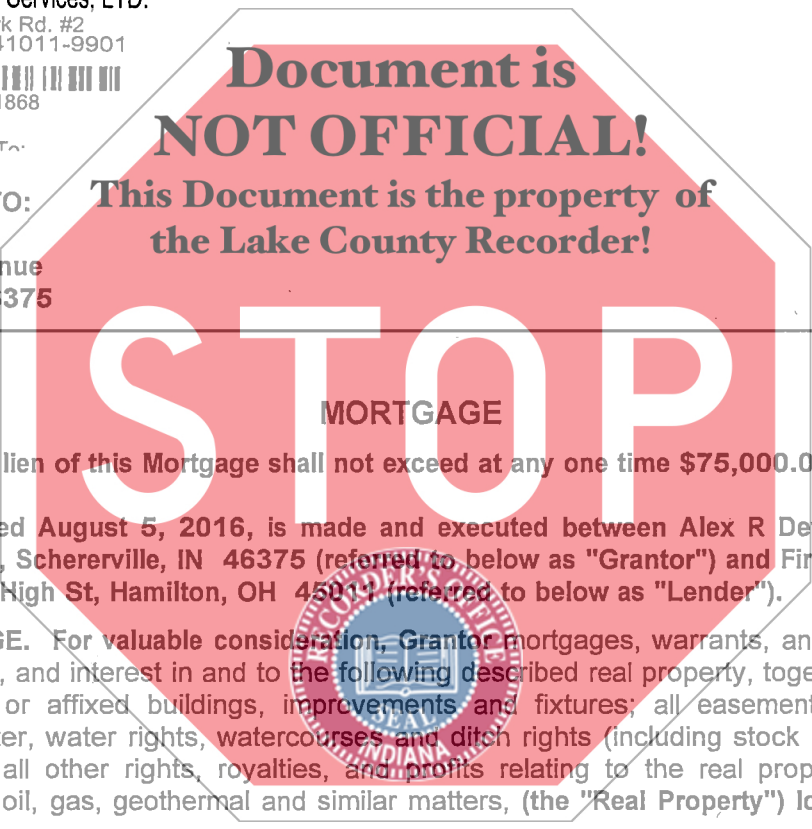 Services, LTD.
k Rd. #2
41011-9901
1868
To:
TO:
nue
6375
Document is
NOT OFFICIAL!
This Document is the property of
the Lake County Recorder!
STOP
MORTGAGE
lien of this Mortgage shall not exceed at any one time $75,000.0
ed August 5, 2016, is made and executed between Alex R De
, Schererville, IN 46375 (referred to below as "Grantor") and Fir
High St, Hamilton, OH 45011 (referred to below as "Lender").
GE. For valuable consideration, Grantor mortgages, warrants, an
, and interest in and to the following described real property, toge
or affixed buildings, improvements and fixtures; all easement
ter, water rights, watercourses and ditch rights (including stock
all other rights, royalties, and profits relating to the real prop
oil, gas, geothermal and similar matters, (the "Real Property") lo
RECORDER'S OFFICE
SEAL
INDIANA